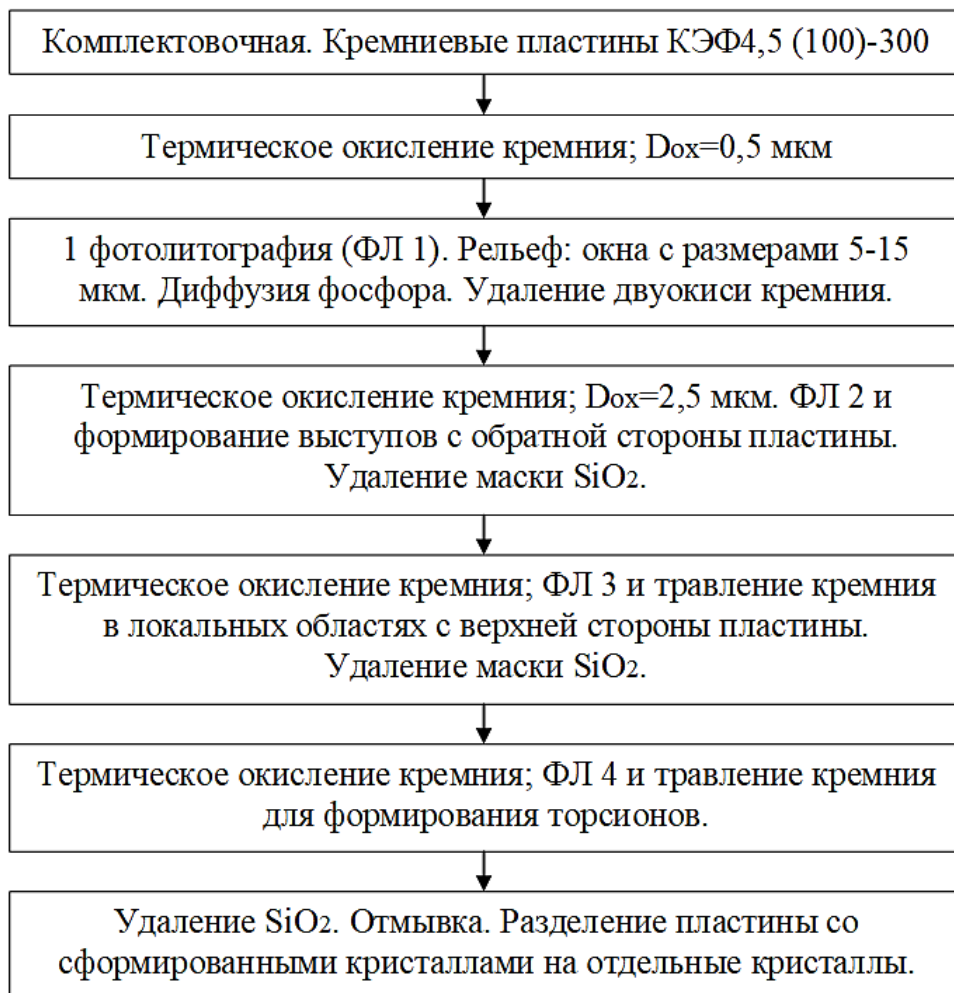 Комплектовочная. Кремниевые пластины КЭФ4,5 (100)-300
Термическое окисление кремния; Dox=0,5 мкм
1 фотолитография (ФЛ 1). Рельеф: окна с размерами 5-15
мкм. Диффузия фосфора. Удаление двуокиси кремния.
Термическое окисление кремния; Dox=2,5 мкм. ФЛ 2 и
формирование выступов с обратной стороны пластины.
Удаление маски SiO2.
Термическое окисление кремния; ФЛ 3 и травление кремния
в локальных областях с верхней стороны пластины.
Удаление маски SiO2.
Термическое окисление кремния; ФЛ 4 и травление кремния
для формирования торсионов.
Удаление SiO2. Отмывка. Разделение пластины со
сформированными кристаллами на отдельные кристаллы.